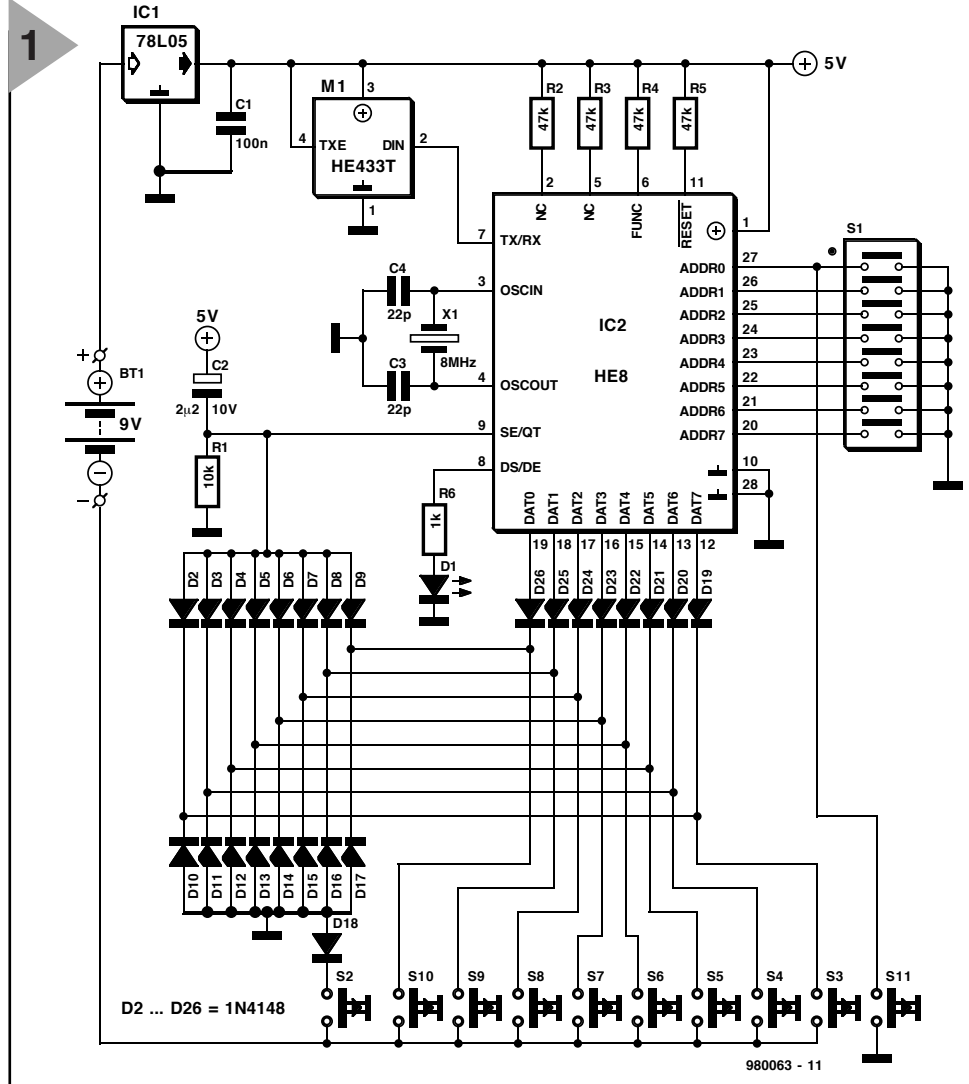 1
IC1
78L05
C1
100n
M1
3
4 TXE DIN 2
HE433T
1
5V
R2 R3 R4 R5
47k 47k 47k 47k
2 5 6 11
NC NC FUNC RESET
1
7 TX/RX
3 OSCIN
4 OSCOUT
9 SE/QT
8 DS/DE
IC2
HE8
ADDR0 27
ADDR1 26
ADDR2 25
ADDR3 24
ADDR4 23
ADDR5 22
ADDR6 21
ADDR7 20
10
28
S1
C4
22p
X1
8MHz
C3
22p
5V
C2
2µ2 10V
R1
10k
+
BT1
9V
–
R6
1k
D1
DAT0 DAT1 DAT2 DAT3 DAT4 DAT5 DAT6 DAT7
19 18 17 16 15 14 13 12
D2 D3 D4 D5 D6 D7 D8 D9
D26 D25 D24 D23 D22 D21 D20 D19
D10 D11 D12 D13 D14 D15 D16 D17
D18
S2 S10 S9 S8 S7 S6 S5 S4 S3 S11
D2 ... D26 = 1N4148
980063 - 11